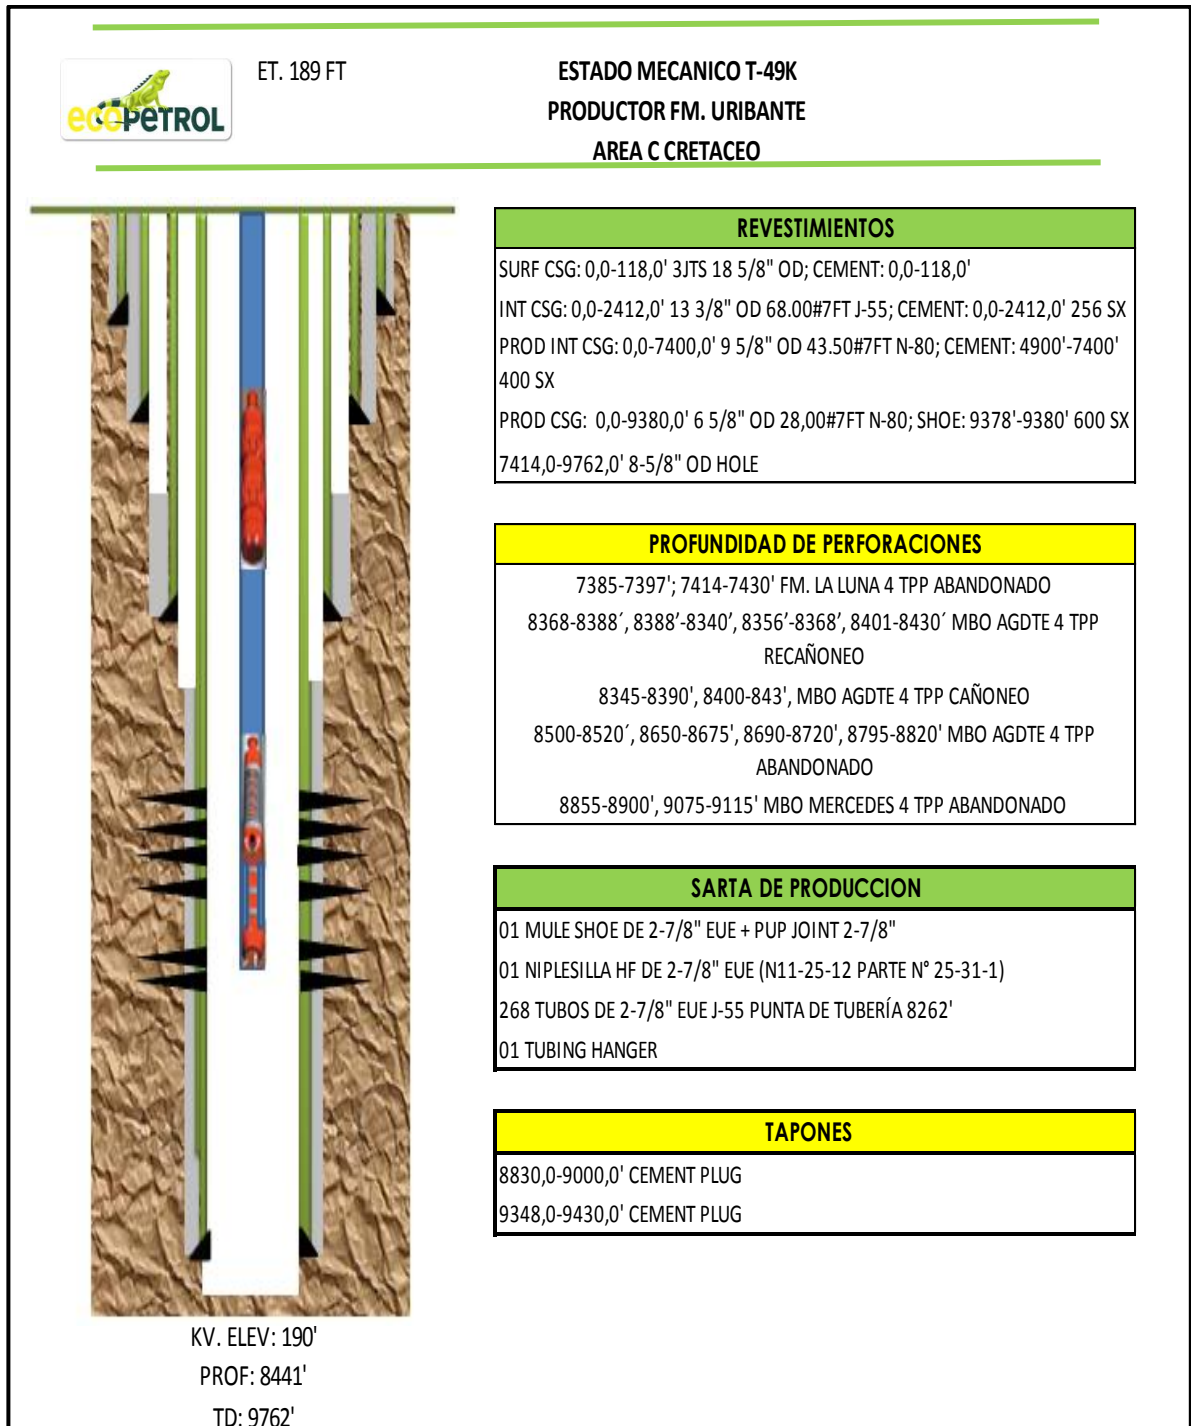 ecoPETROL
ET. 189 FT
ESTADO MECANICO T-49K
PRODUCTOR FM. URIBANTE
AREA C CRETACEO
REVESTIMIENTOS
SURF CSG: 0,0-118,0' 3JTS 18 5/8" OD; CEMENT: 0,0-118,0'
INT CSG: 0,0-2412,0' 13 3/8" OD 68.00#7FT J-55; CEMENT: 0,0-2412,0' 256 SX
PROD INT CSG: 0,0-7400,0' 9 5/8" OD 43.50#7FT N-80; CEMENT: 4900'-7400'
400 SX
PROD CSG: 0,0-9380,0' 6 5/8" OD 28,00#7FT N-80; SHOE: 9378'-9380' 600 SX
7414,0-9762,0' 8-5/8" OD HOLE
PROFUNDIDAD DE PERFORACIONES
7385-7397'; 7414-7430' FM. LA LUNA 4 TPP ABANDONADO
8368-8388´, 8388’-8340’, 8356’-8368’, 8401-8430´ MBO AGDTE 4 TPP
RECAÑONEO
8345-8390', 8400-843', MBO AGDTE 4 TPP CAÑONEO
8500-8520´, 8650-8675', 8690-8720', 8795-8820' MBO AGDTE 4 TPP
ABANDONADO
8855-8900', 9075-9115' MBO MERCEDES 4 TPP ABANDONADO
SARTA DE PRODUCCION
01 MULE SHOE DE 2-7/8" EUE + PUP JOINT 2-7/8"
01 NIPLESILLA HF DE 2-7/8" EUE (N11-25-12 PARTE N° 25-31-1)
268 TUBOS DE 2-7/8" EUE J-55 PUNTA DE TUBERÍA 8262'
01 TUBING HANGER
TAPONES
8830,0-9000,0' CEMENT PLUG
9348,0-9430,0' CEMENT PLUG
KV. ELEV: 190'
PROF: 8441'
TD: 9762'